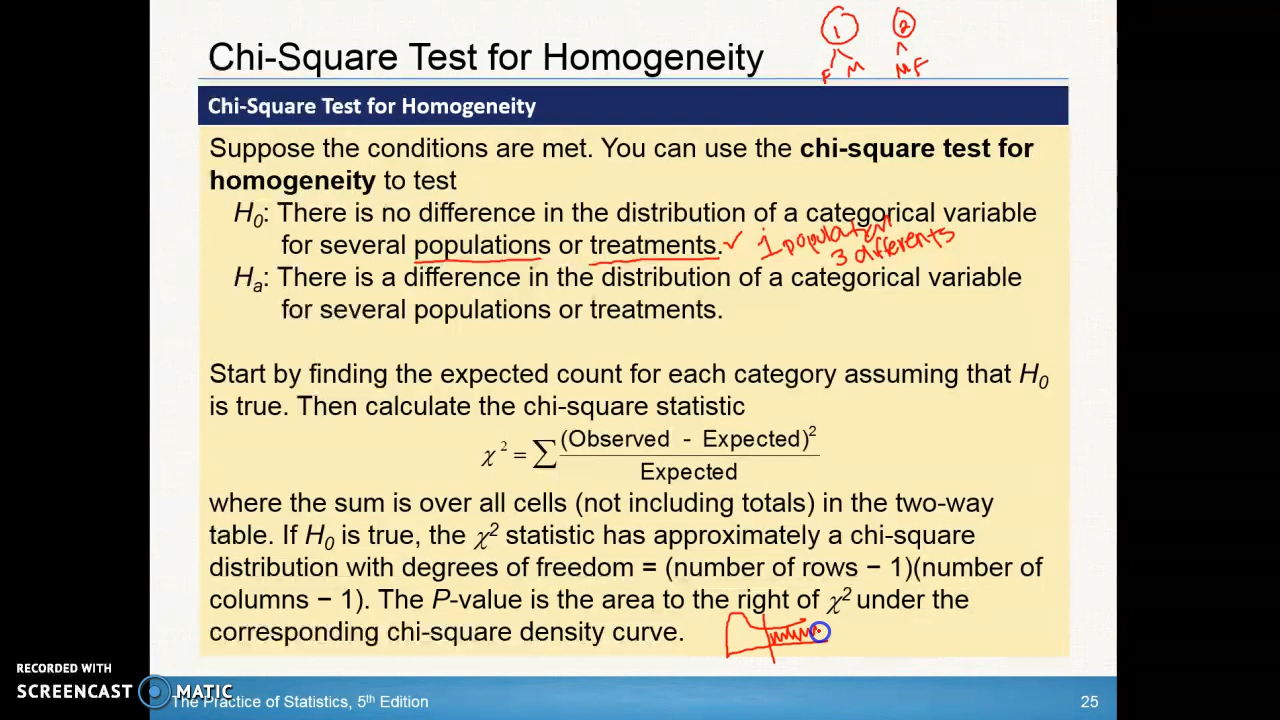 1 2
Chi-Square Test for Homogeneity
F M M F
Chi-Square Test for Homogeneity
Suppose the conditions are met. You can use the chi-square test for
homogeneity to test
H0: There is no difference in the distribution of a categorical variable
for several populations or treatments. ✓ 1 population
3 differents
Ha: There is a difference in the distribution of a categorical variable
for several populations or treatments.
Start by finding the expected count for each category assuming that H0
is true. Then calculate the chi-square statistic
χ² = ∑ (Observed - Expected)² / Expected
where the sum is over all cells (not including totals) in the two-way
table. If H0 is true, the χ² statistic has approximately a chi-square
distribution with degrees of freedom = (number of rows − 1)(number of
columns − 1). The P-value is the area to the right of χ² under the
corresponding chi-square density curve.
RECORDED WITH
SCREENCAST MATIC
The Practice of Statistics, 5th Edition 25